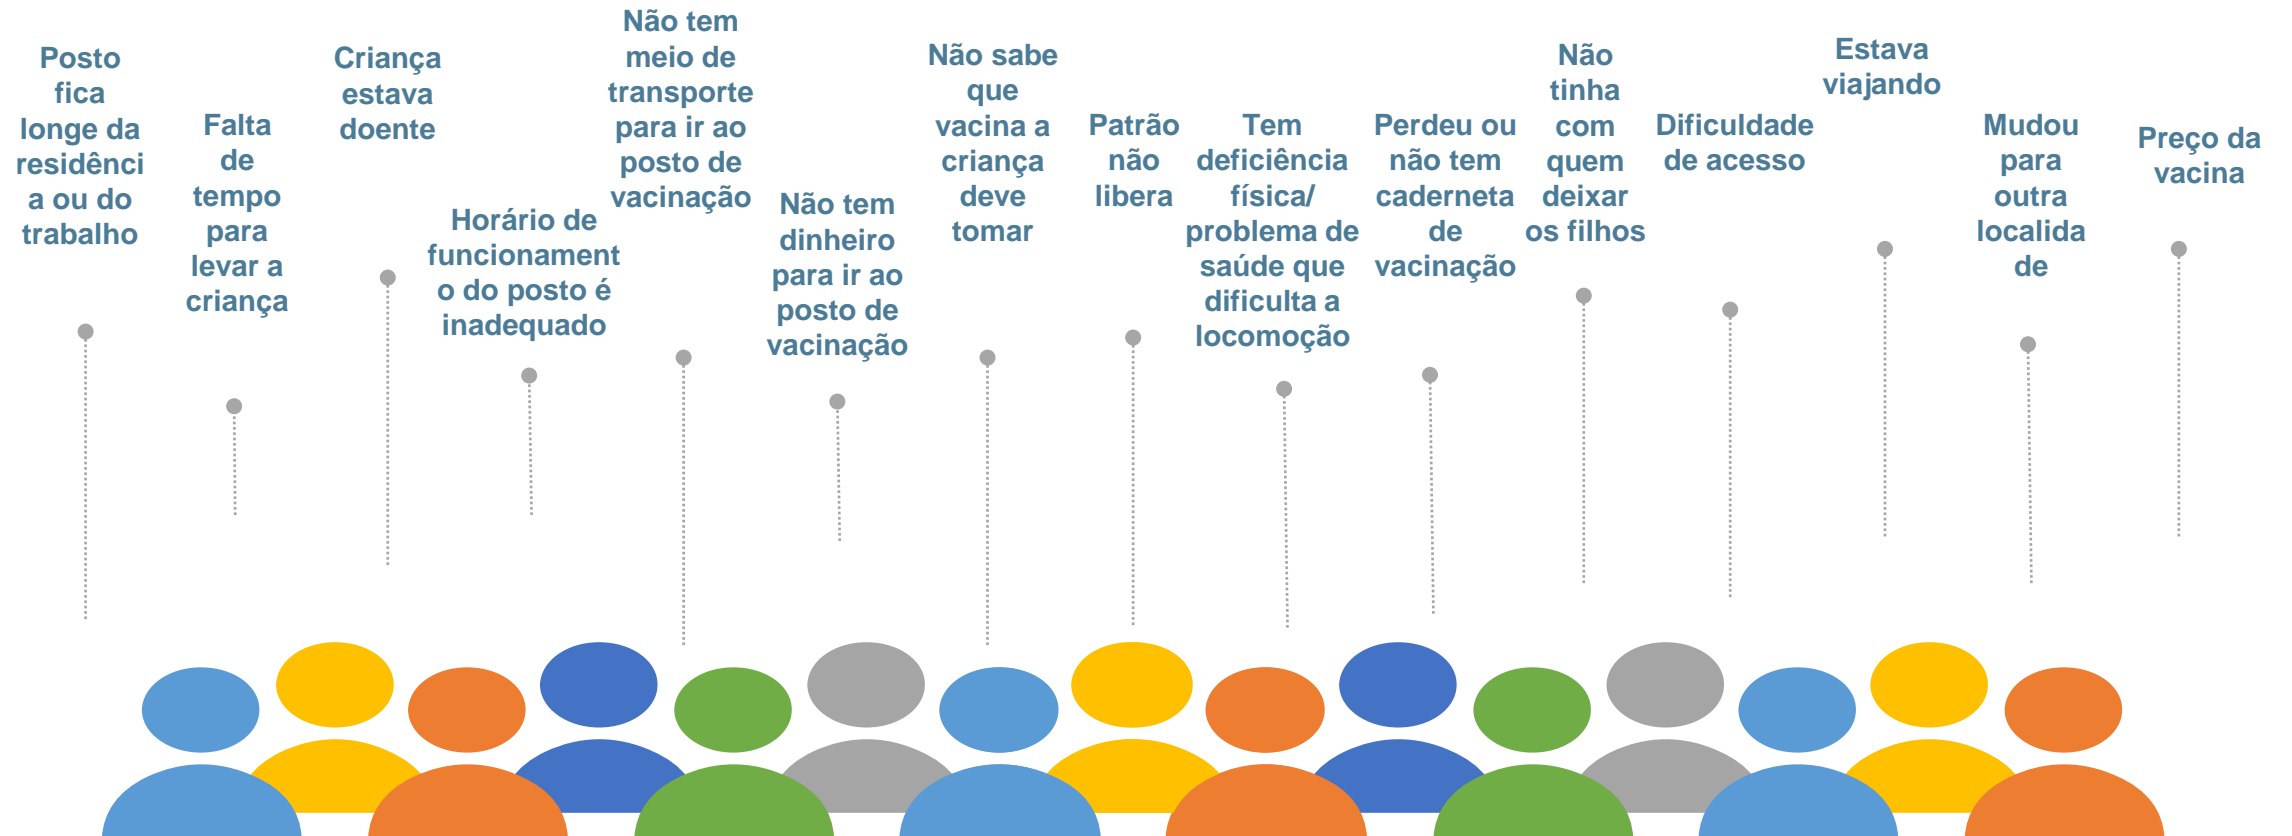 Posto
fica
longe da
residênci
a ou do
trabalho
Falta
de
tempo
para
levar a
criança
Criança
estava
doente
Horário de
funcionament
o do posto é
inadequado
Não tem
meio de
transporte
para ir ao
posto de
vacinação
Não tem
dinheiro
para ir ao
posto de
vacinação
Não sabe
que
vacina a
criança
deve
tomar
Patrão
não
libera
Tem
deficiência
física/
problema de
saúde que
dificulta a
locomoção
Perdeu ou
não tem
caderneta
de
vacinação
Não
tinha
com
quem
deixar
os filhos
Dificuldade
de acesso
Estava
viajando
Mudou
para
outra
localida
de
Preço da
vacina